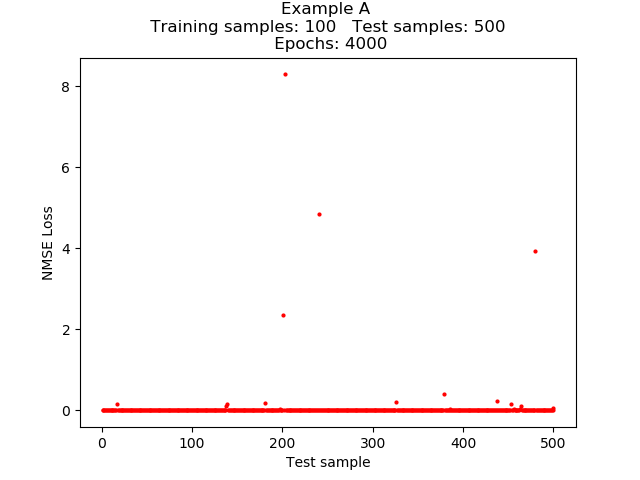 Example A
Training samples: 100   Test samples: 500
Epochs: 4000
8
6
4
2
0
NMSE Loss
0 100 200 300 400 500
Test sample